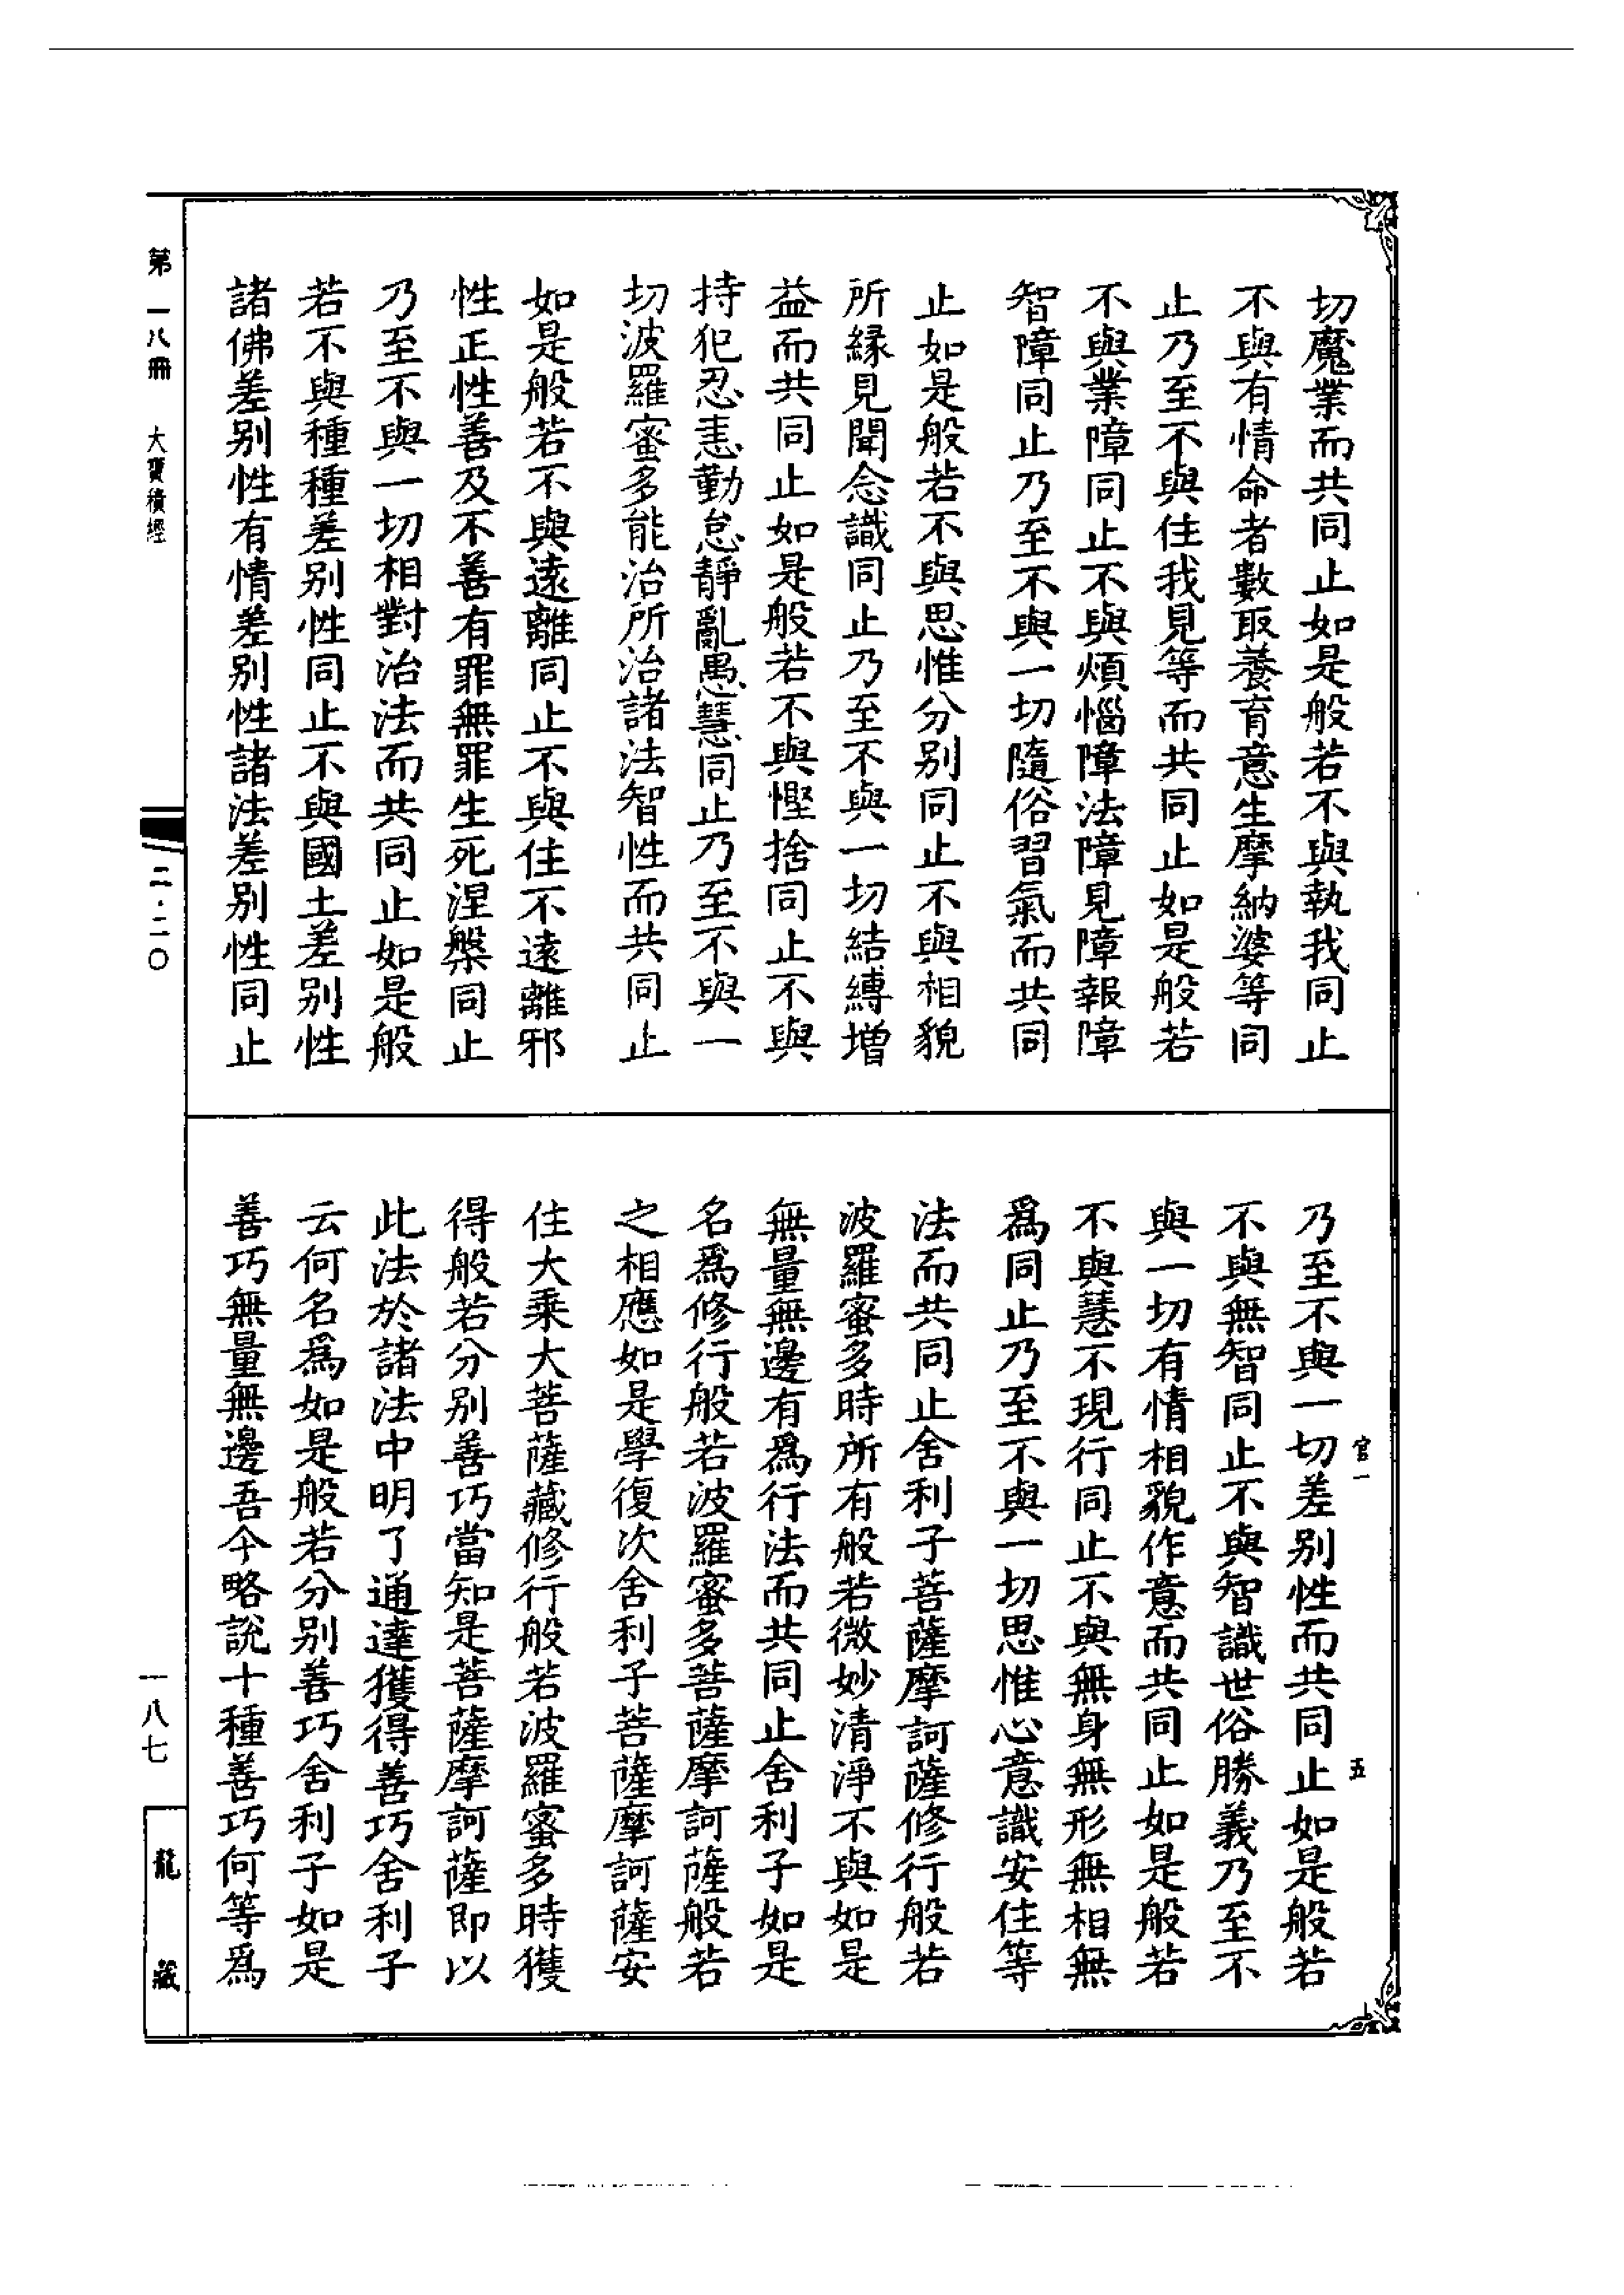 切魔業而共同止如是般若不與執我同止
不與有情命者數取養育意生摩納婆等同
止乃至不與住我見等而共同止如是般若
不與業障同止不與煩惱障法障見障報障
智障同止乃至不與一切隨俗習氣而共同
止如是般若不與思惟分别同止不與相貌
所緣見聞念識同止乃至不與一切結縛增
益而共同止如是般若不與慳捨同止不與
持犯忍恚勤怠靜亂愚慧同止乃至不與一
切波羅蜜多能治所治諸法智性而共同止
如是般若不與遠離同止不與住不遠離邪
性正性善及不善有罪無罪生死涅槃同止
乃至不與一切相對治法而共同止如是般
若不與種種差别性同止不與國土差别性
諸佛差别性有情差别性諸法差别性同止
乃至不與一切差别性而共同止如是般若
不與無智同止不與智識世俗勝義乃至不
與一切有情相貌作意而共同止如是般若
不與慧不現行同止不與無身無形無相無
爲同止乃至不與一切思惟心意識安住等
法而共同止舍利子菩薩摩訶薩修行般若
波羅蜜多時所有般若微妙清淨不與如是
無量無邊有爲行法而共同止舍利子如是
名爲修行般若波羅蜜多菩薩摩訶薩般若
之相應如是學復次舍利子菩薩摩訶薩安
住大乘大菩薩藏修行般若波羅蜜多時獲
得般若分别善巧當知是菩薩摩訶薩即以
此法於諸法中明了通達獲得善巧舍利子
云何名爲如是般若分别善巧舍利子如是
善巧無量無邊吾今略說十種善巧何等爲
官一
五
第一八冊 大寶積經
二·二〇
一八七
龍藏